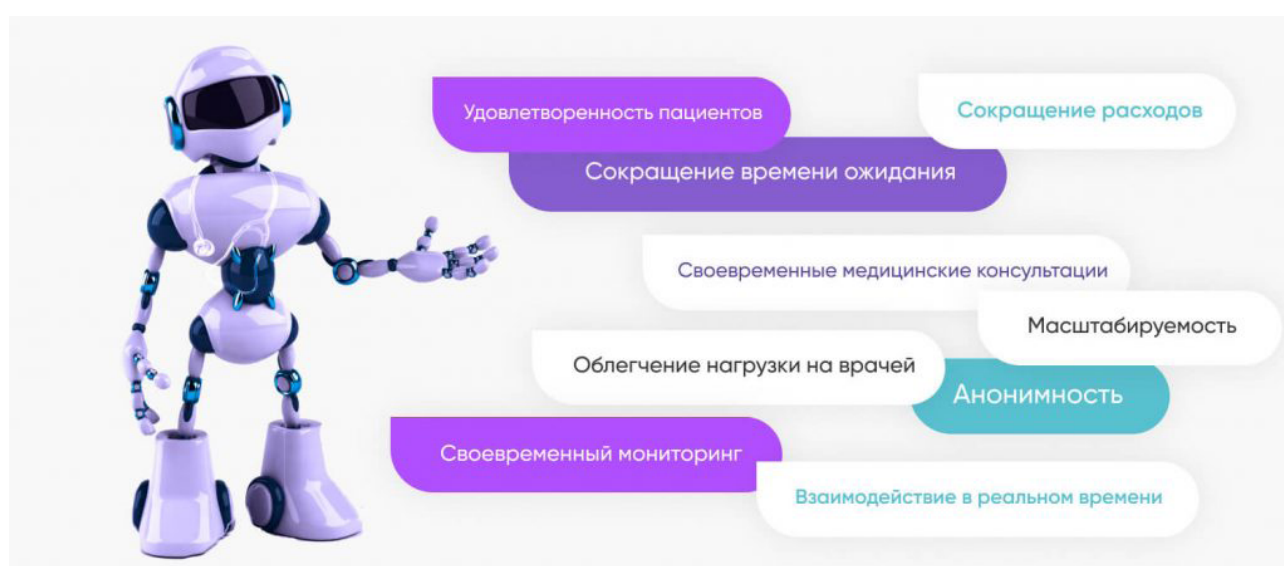 Удовлетворенность пациентов
Сокращение расходов
Сокращение времени ожидания
Своевременные медицинские консультации
Масштабируемость
Облегчение нагрузки на врачей
Анонимность
Своевременный мониторинг
Взаимодействие в реальном времени